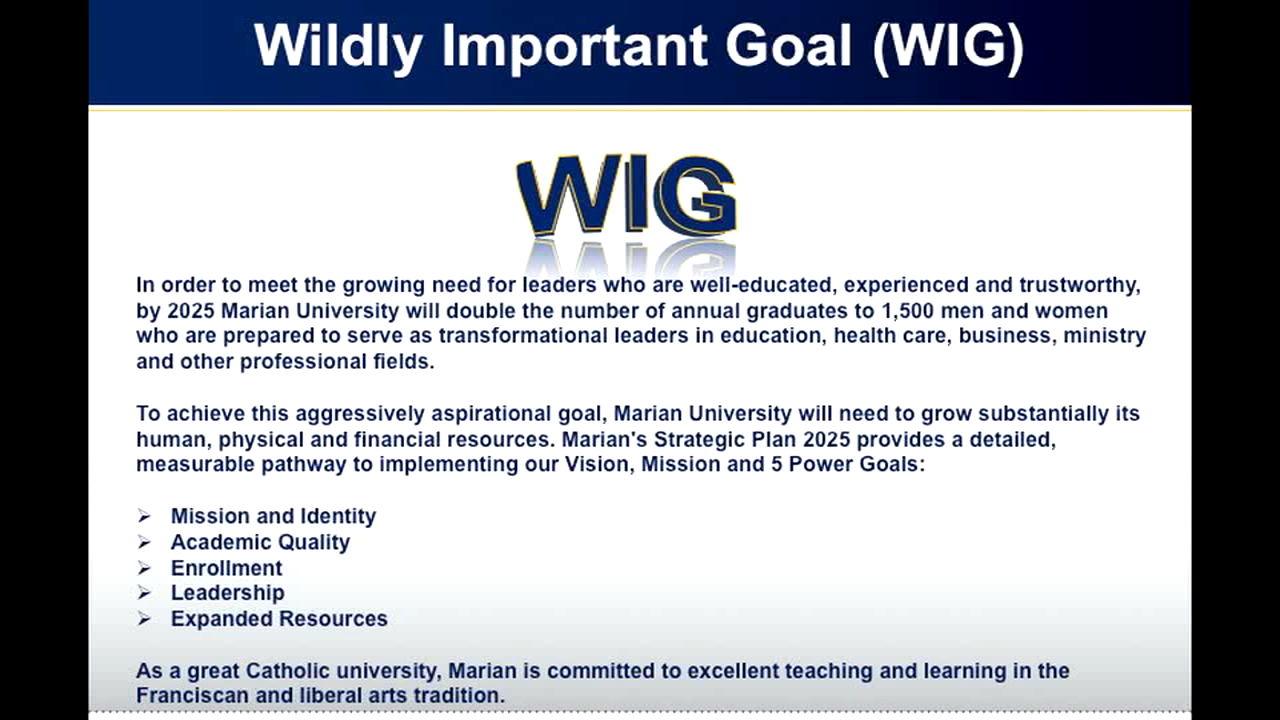 Wildly Important Goal (WIG)
WIG
In order to meet the growing need for leaders who are well-educated, experienced and trustworthy,
by 2025 Marian University will double the number of annual graduates to 1,500 men and women
who are prepared to serve as transformational leaders in education, health care, business, ministry
and other professional fields.
To achieve this aggressively aspirational goal, Marian University will need to grow substantially its
human, physical and financial resources. Marian's Strategic Plan 2025 provides a detailed,
measurable pathway to implementing our Vision, Mission and 5 Power Goals:
➢ Mission and Identity
➢ Academic Quality
➢ Enrollment
➢ Leadership
➢ Expanded Resources
As a great Catholic university, Marian is committed to excellent teaching and learning in the
Franciscan and liberal arts tradition.